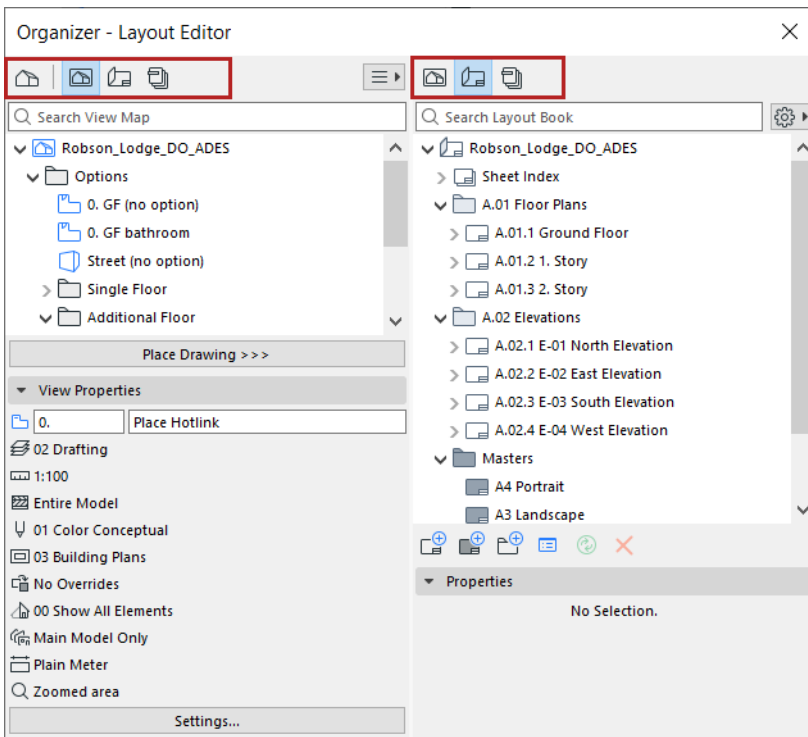 Organizer - Layout Editor
Search View Map
Robson_Lodge_DO_ADES
Options
0. GF (no option)
0. GF bathroom
Street (no option)
Single Floor
Additional Floor
Place Drawing >>>
View Properties
0. Place Hotlink
02 Drafting
1:100
Entire Model
01 Color Conceptual
03 Building Plans
No Overrides
00 Show All Elements
Main Model Only
Plain Meter
Zoomed area
Settings...
Search Layout Book
Robson_Lodge_DO_ADES
Sheet Index
A.01 Floor Plans
A.01.1 Ground Floor
A.01.2 1. Story
A.01.3 2. Story
A.02 Elevations
A.02.1 E-01 North Elevation
A.02.2 E-02 East Elevation
A.02.3 E-03 South Elevation
A.02.4 E-04 West Elevation
Masters
A4 Portrait
A3 Landscape
Properties
No Selection.